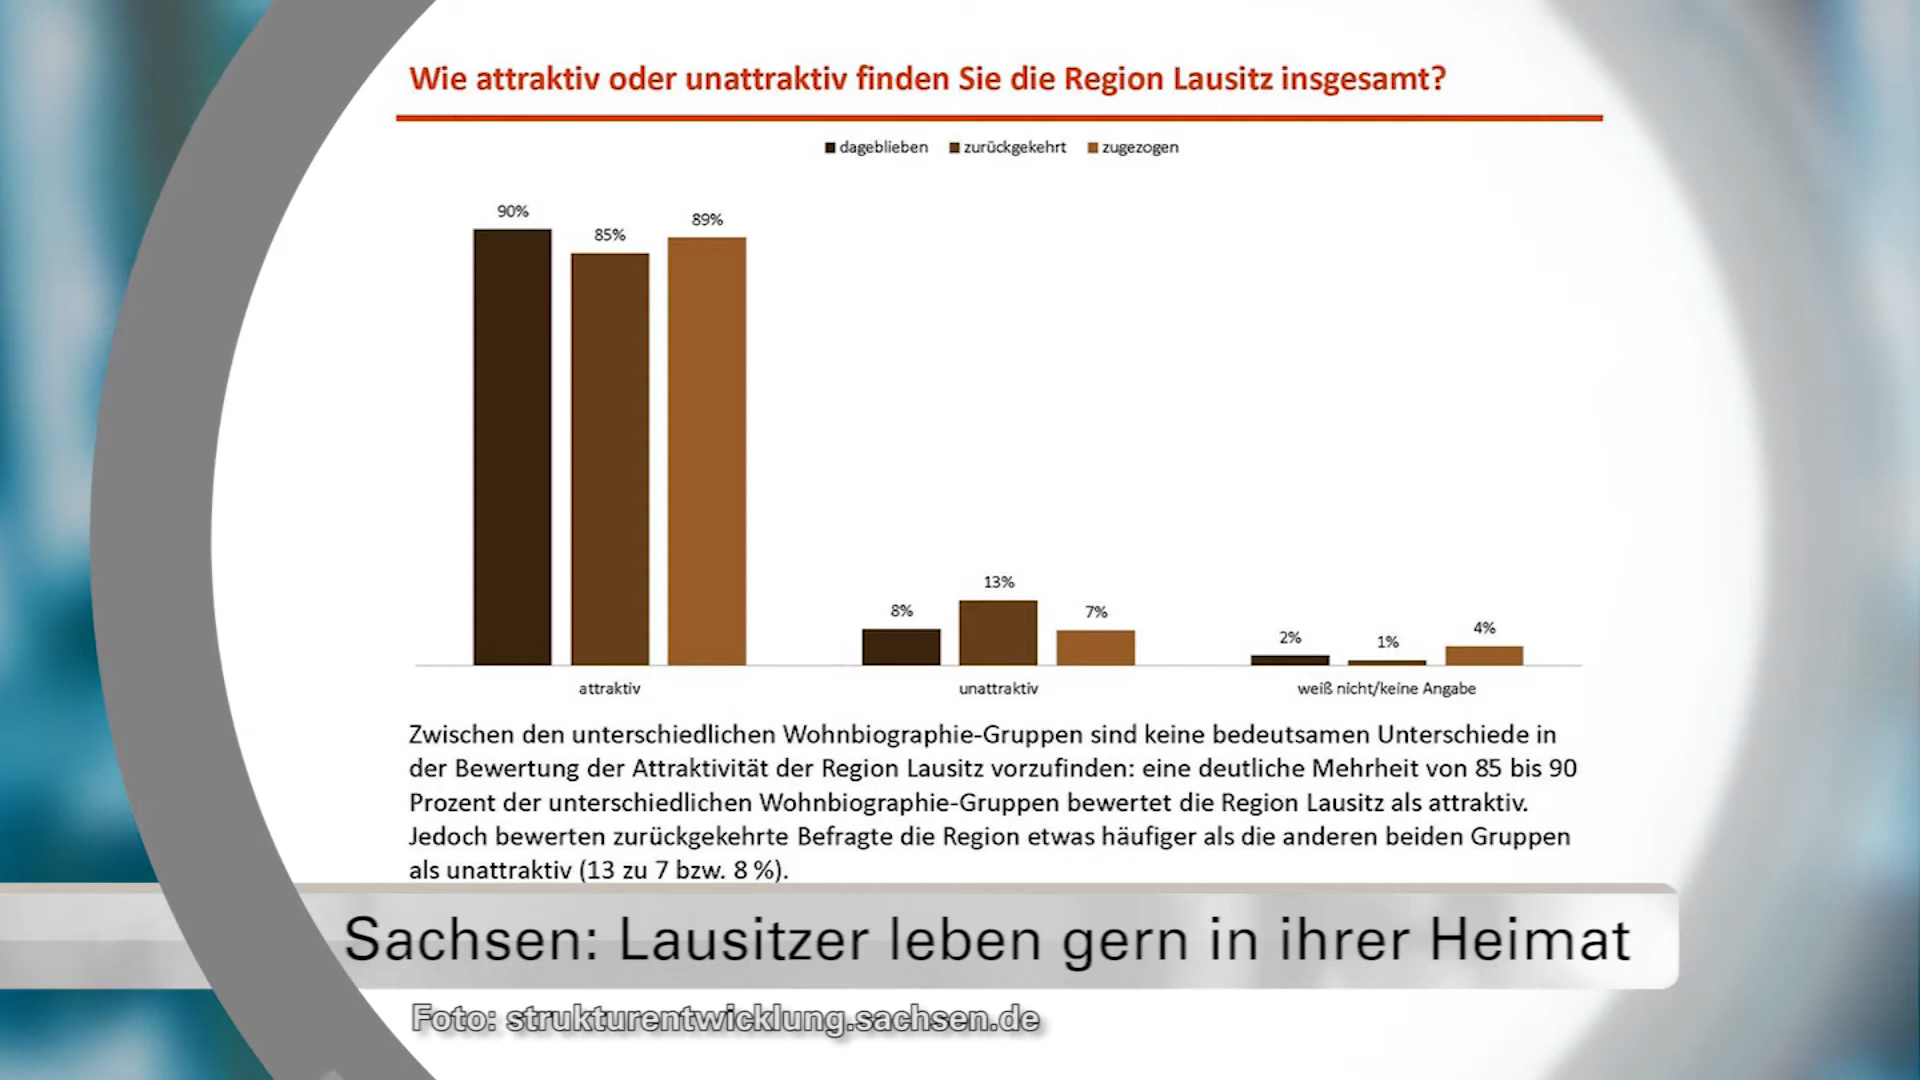 Wie attraktiv oder unattraktiv finden Sie die Region Lausitz insgesamt?
dageblieben zurückgekehrt zugezogen
90% 85% 89%
8% 13% 7%
2% 1% 4%
attraktiv unattraktiv weiß nicht/keine Angabe
Zwischen den unterschiedlichen Wohnbiographie-Gruppen sind keine bedeutsamen Unterschiede in
der Bewertung der Attraktivität der Region Lausitz vorzufinden: eine deutliche Mehrheit von 85 bis 90
Prozent der unterschiedlichen Wohnbiographie-Gruppen bewertet die Region Lausitz als attraktiv.
Jedoch bewerten zurückgekehrte Befragte die Region etwas häufiger als die anderen beiden Gruppen
als unattraktiv (13 zu 7 bzw. 8 %).
Sachsen: Lausitzer leben gern in ihrer Heimat
Foto: strukturentwicklung.sachsen.de